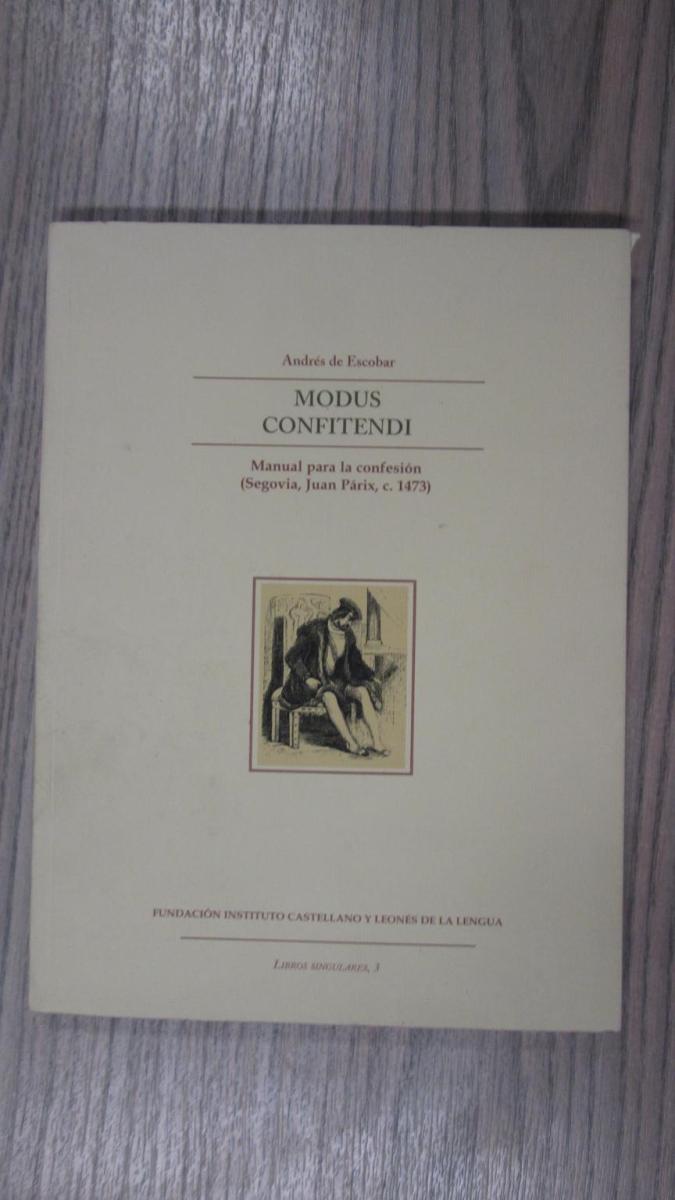 Andrés de Escobar
MODUS
CONFITENDI
Manual para la confesión
(Segovia, Juan Párix, c. 1473)
FUNDACIÓN INSTITUTO CASTELLANO Y LEONÉS DE LA LENGUA
LIBROS SINGULARES, 3